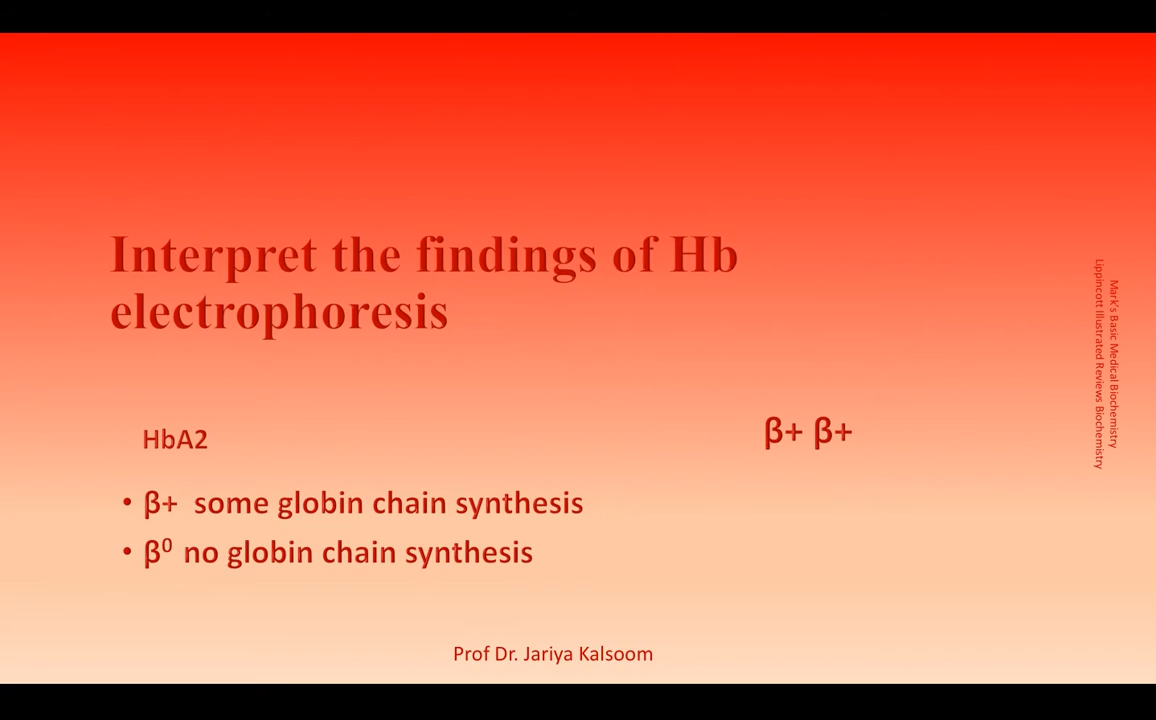 Interpret the findings of Hb
electrophoresis
HbA2
β+ β+
• β+ some globin chain synthesis
• β⁰ no globin chain synthesis
Prof Dr. Jariya Kalsoom
Mark's Basic Medical Biochemistry
Lippincott Illustrated Reviews Biochemistry